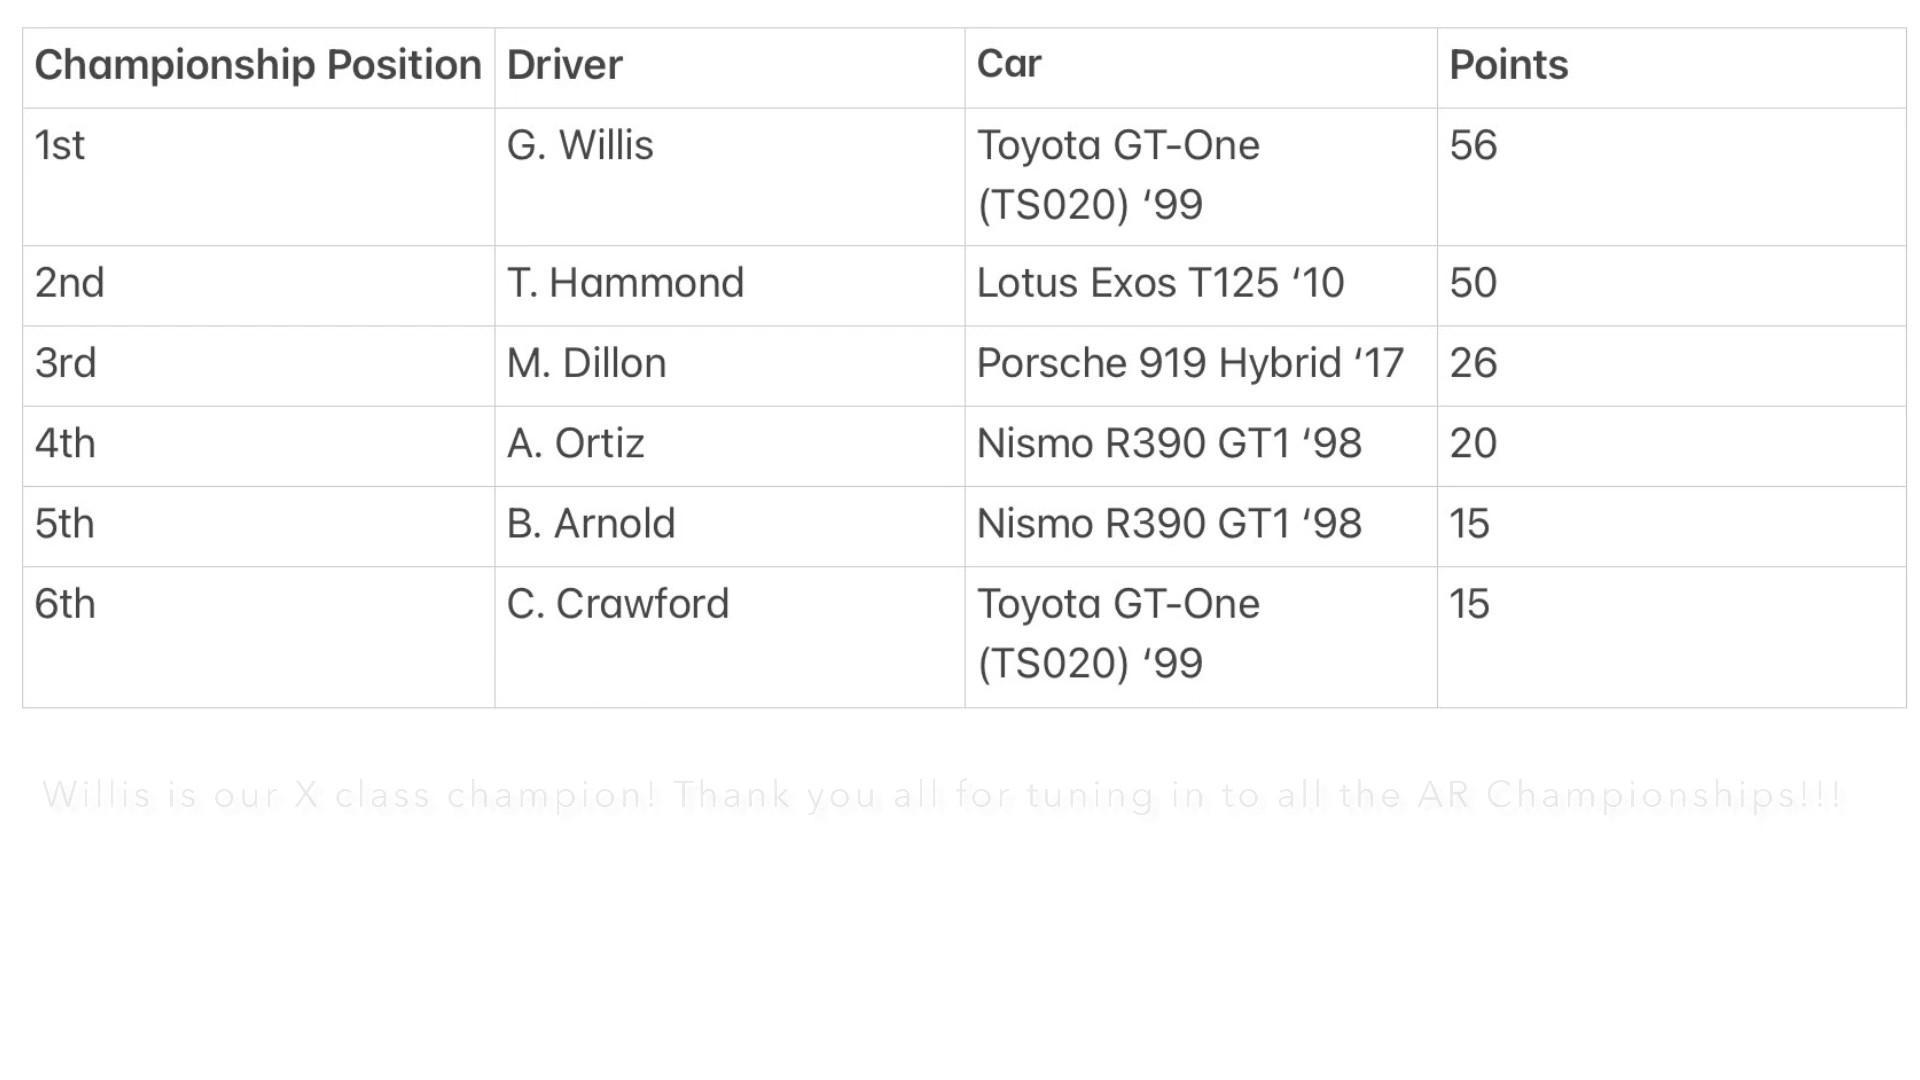 Championship Position Driver Car Points
1st G. Willis Toyota GT-One 56
(TS020) ‘99
2nd T. Hammond Lotus Exos T125 ‘10 50
3rd M. Dillon Porsche 919 Hybrid ‘17 26
4th A. Ortiz Nismo R390 GT1 ‘98 20
5th B. Arnold Nismo R390 GT1 ‘98 15
6th C. Crawford Toyota GT-One 15
(TS020) ‘99
Willis is our X class champion! Thank you all for tuning in to all the AR Championships!!!